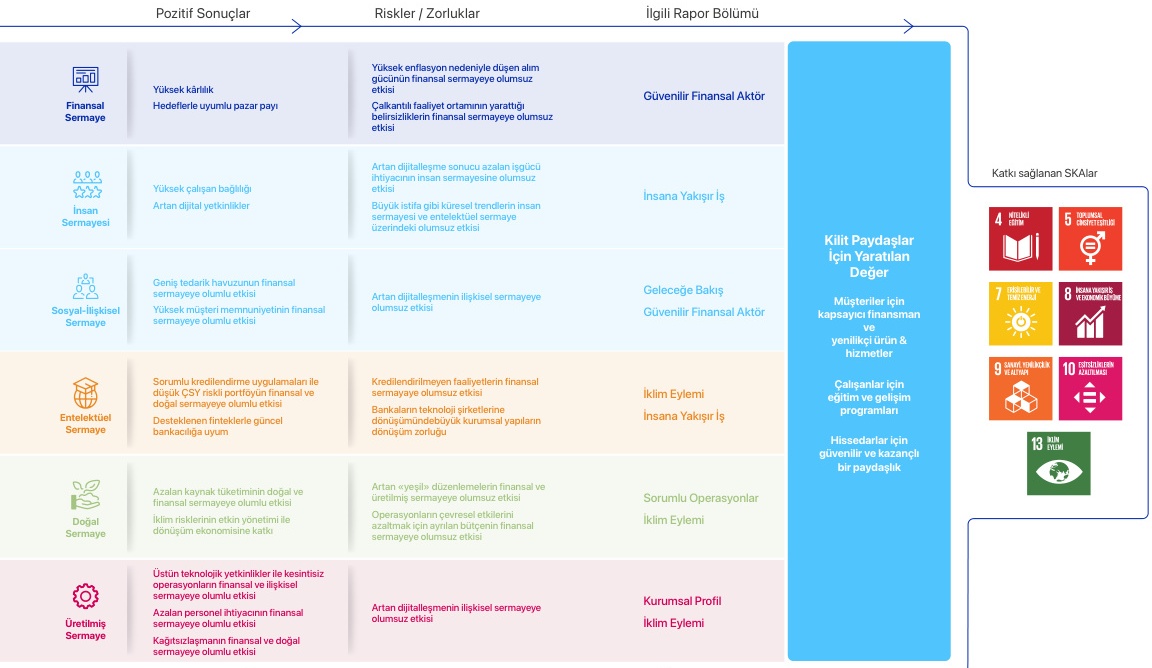 Pozitif Sonuçlar
Riskler / Zorluklar
İlgili Rapor Bölümü
Finansal
Sermaye
Yüksek kârlılık
Hedeflerle uyumlu pazar payı
Yüksek enflasyon nedeniyle düşen alım
gücünün finansal sermayeye olumsuz
etkisi
Çalkantılı faaliyet ortamının yarattığı
belirsizliklerin finansal sermayeye olumsuz
etkisi
Güvenilir Finansal Aktör
İnsan
Sermayesi
Yüksek çalışan bağlılığı
Artan dijital yetkinlikler
Artan dijitalleşme sonucu azalan işgücü
ihtiyacının insan sermayesine olumsuz
etkisi
Büyük istifa gibi küresel trendlerin insan
sermayesi ve entelektüel sermaye
üzerindeki olumsuz etkisi
İnsana Yakışır İş
Sosyal-İlişkisel
Sermaye
Geniş tedarik havuzunun finansal
sermayeye olumlu etkisi
Yüksek müşteri memnuniyetinin finansal
sermayeye olumlu etkisi
Artan dijitalleşmenin ilişkisel sermayeye
olumsuz etkisi
Geleceğe Bakış
Güvenilir Finansal Aktör
Entelektüel
Sermaye
Sorumlu kredilendirme uygulamaları ile
düşük ÇSY riskli portföyün finansal ve
doğal sermayeye olumlu etkisi
Desteklenen finteklerle güncel
bankacılığa uyum
Kredilendirilmeyen faaliyetlerin finansal
sermayaye olumsuz etkisi
Bankaların teknoloji şirketlerine
dönüşümündebüyük kurumsal yapıların
dönüşüm zorluğu
İklim Eylemi
İnsana Yakışır İş
Doğal
Sermaye
Azalan kaynak tüketiminin doğal ve
finansal sermayeye olumlu etkisi
İklim risklerinin etkin yönetimi ile
dönüşüm ekonomisine katkı
Artan «yeşil» düzenlemelerin finansal ve
üretilmiş sermayeye olumsuz etkisi
Operasyonların çevresel etkilerini
azaltmak için ayrılan bütçenin finansal
sermayeye olumsuz etkisi
Sorumlu Operasyonlar
İklim Eylemi
Üretilmiş
Sermaye
Üstün teknolojik yetkinlikler ile kesintisiz
operasyonların finansal ve ilişkisel
sermayeye olumlu etkisi
Azalan personel ihtiyacının finansal
sermayeye olumlu etkisi
Kağıtsızlaşmanın finansal ve doğal
sermayeye olumlu etkisi
Artan dijitalleşmenin ilişkisel sermayeye
olumsuz etkisi
Kurumsal Profil
İklim Eylemi
Kilit Paydaşlar
İçin Yaratılan
Değer
Müşteriler için
kapsayıcı finansman
ve
yenilikçi ürün &
hizmetler
Çalışanlar için
eğitim ve gelişim
programları
Hissedarlar için
güvenilir ve kazançlı
bir paydaşlık
Katkı sağlanan SKAlar
4 NİTELİKLİ
EĞİTİM
5 TOPLUMSAL
CİNSİYET EŞİTLİĞİ
7 ERİŞİLEBİLİR VE
TEMİZ ENERJİ
8 İNSANA YAKIŞIR İŞ
VE EKONOMİK BÜYÜME
9 SANAYİ, YENİLİKÇİLİK
VE ALTYAPI
10 EŞİTSİZLİKLERİN
AZALTILMASI
13 İKLİM
EYLEMİ